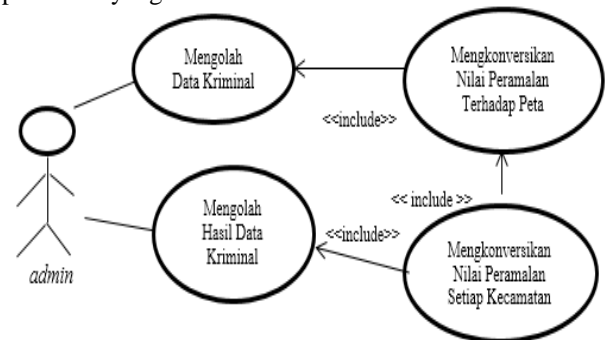 Mengolah
Data Kriminal
Mengkonversikan
Nilai Peramalan
Terhadap Peta
<<include>>
<< include >>
Mengolah
Hasil Data
Kriminal
<<include>>
Mengkonversikan
Nilai Peramalan
Setiap Kecamatan
admin